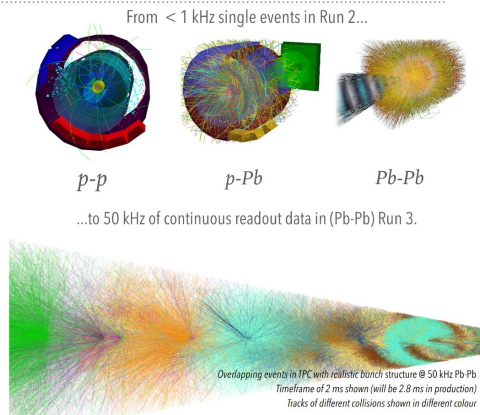 From < 1 kHz single events in Run 2...
p-p p-Pb Pb-Pb
...to 50 kHz of continuous readout data in (Pb-Pb) Run 3.
Overlapping events in TPC with realistic bunch structure @ 50 kHz Pb-Pb
Timeframe of 2 ms shown (will be 2.8 ms in production)
Tracks of different collisions shown in different colour